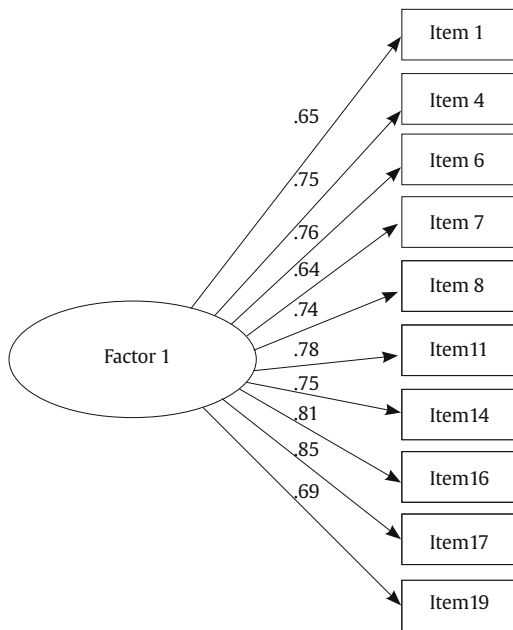 Item 1
.65
Item 4
.75
Item 6
.76
Item 7
.64
Item 8
.74
Factor 1
.78
Item11
.75
Item14
.81
Item16
.85
Item17
.69
Item19